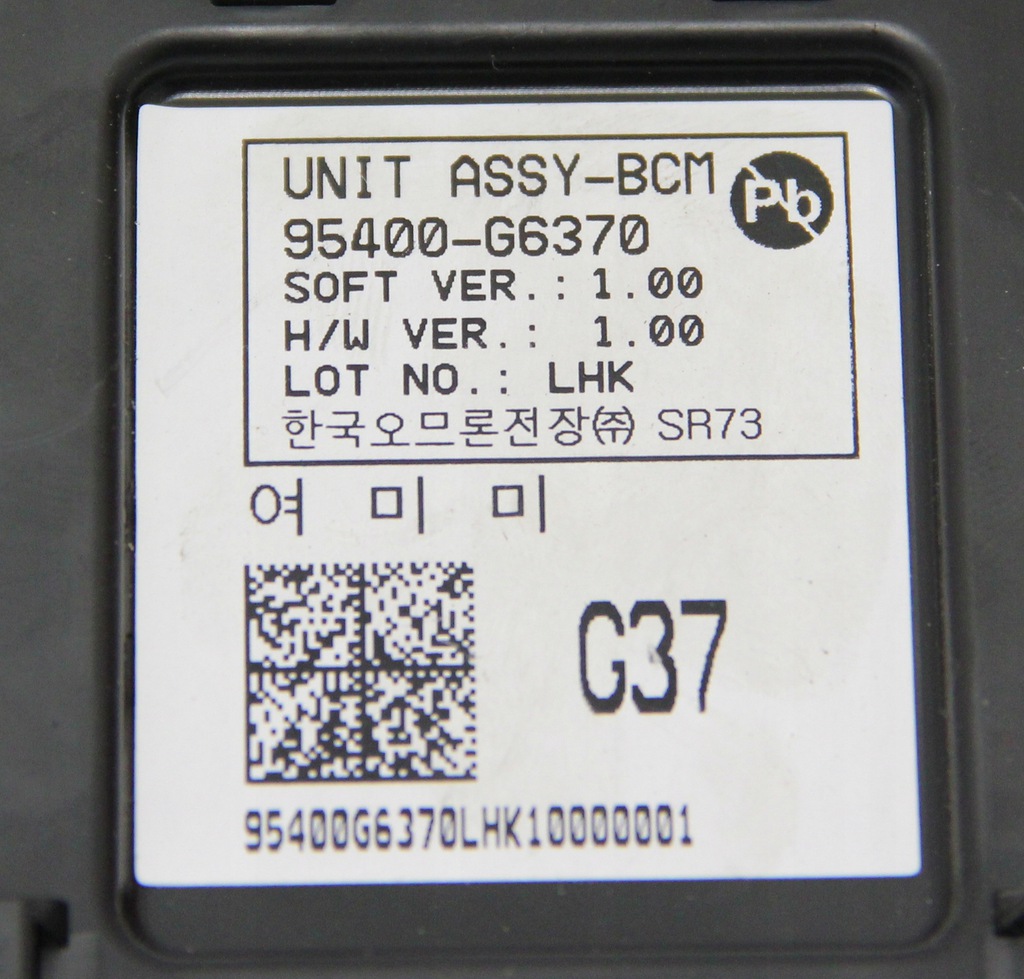 UNIT ASSY-BCM
Pb
95400-G6370
SOFT VER.: 1.00
H/W VER.: 1.00
LOT NO.: LHK
한국오므론전장㈜ SR73
여 미 미
G37
95400G6370LHK10000001